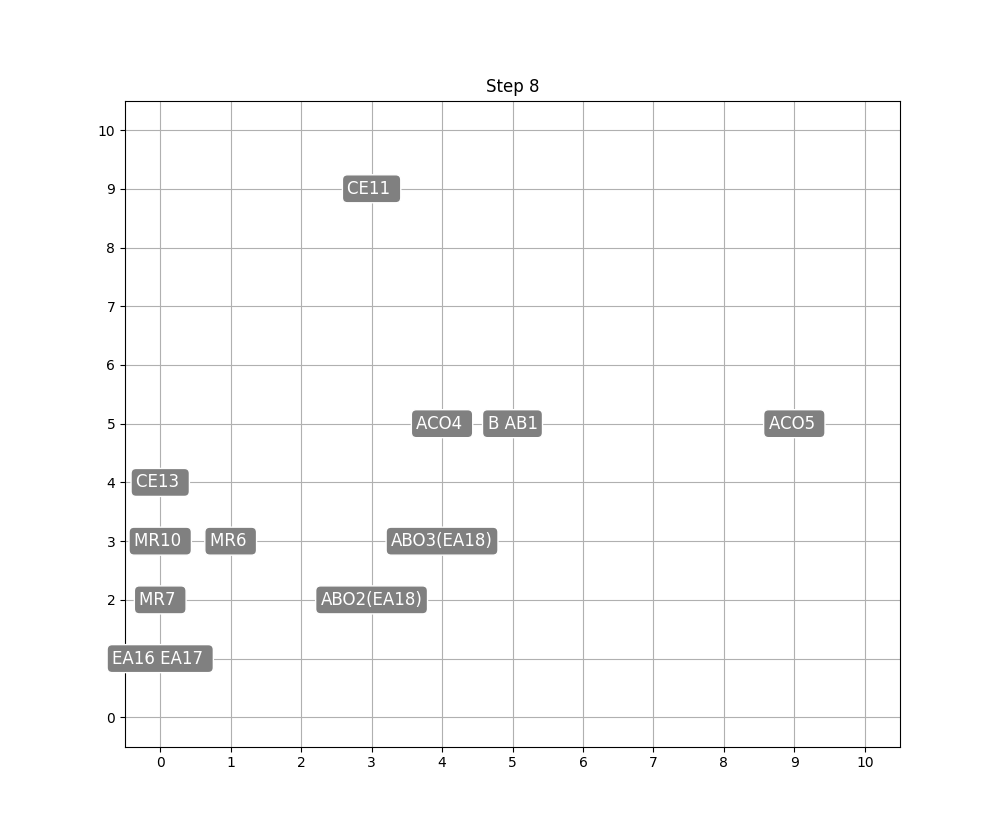 Step 8
10
9
CE11
8
7
6
5
ACO4
B AB1
ACO5
4
CE13
3
MR10
MR6
ABO3(EA18)
2
MR7
ABO2(EA18)
1
EA16 EA17
0
0 1 2 3 4 5 6 7 8 9 10